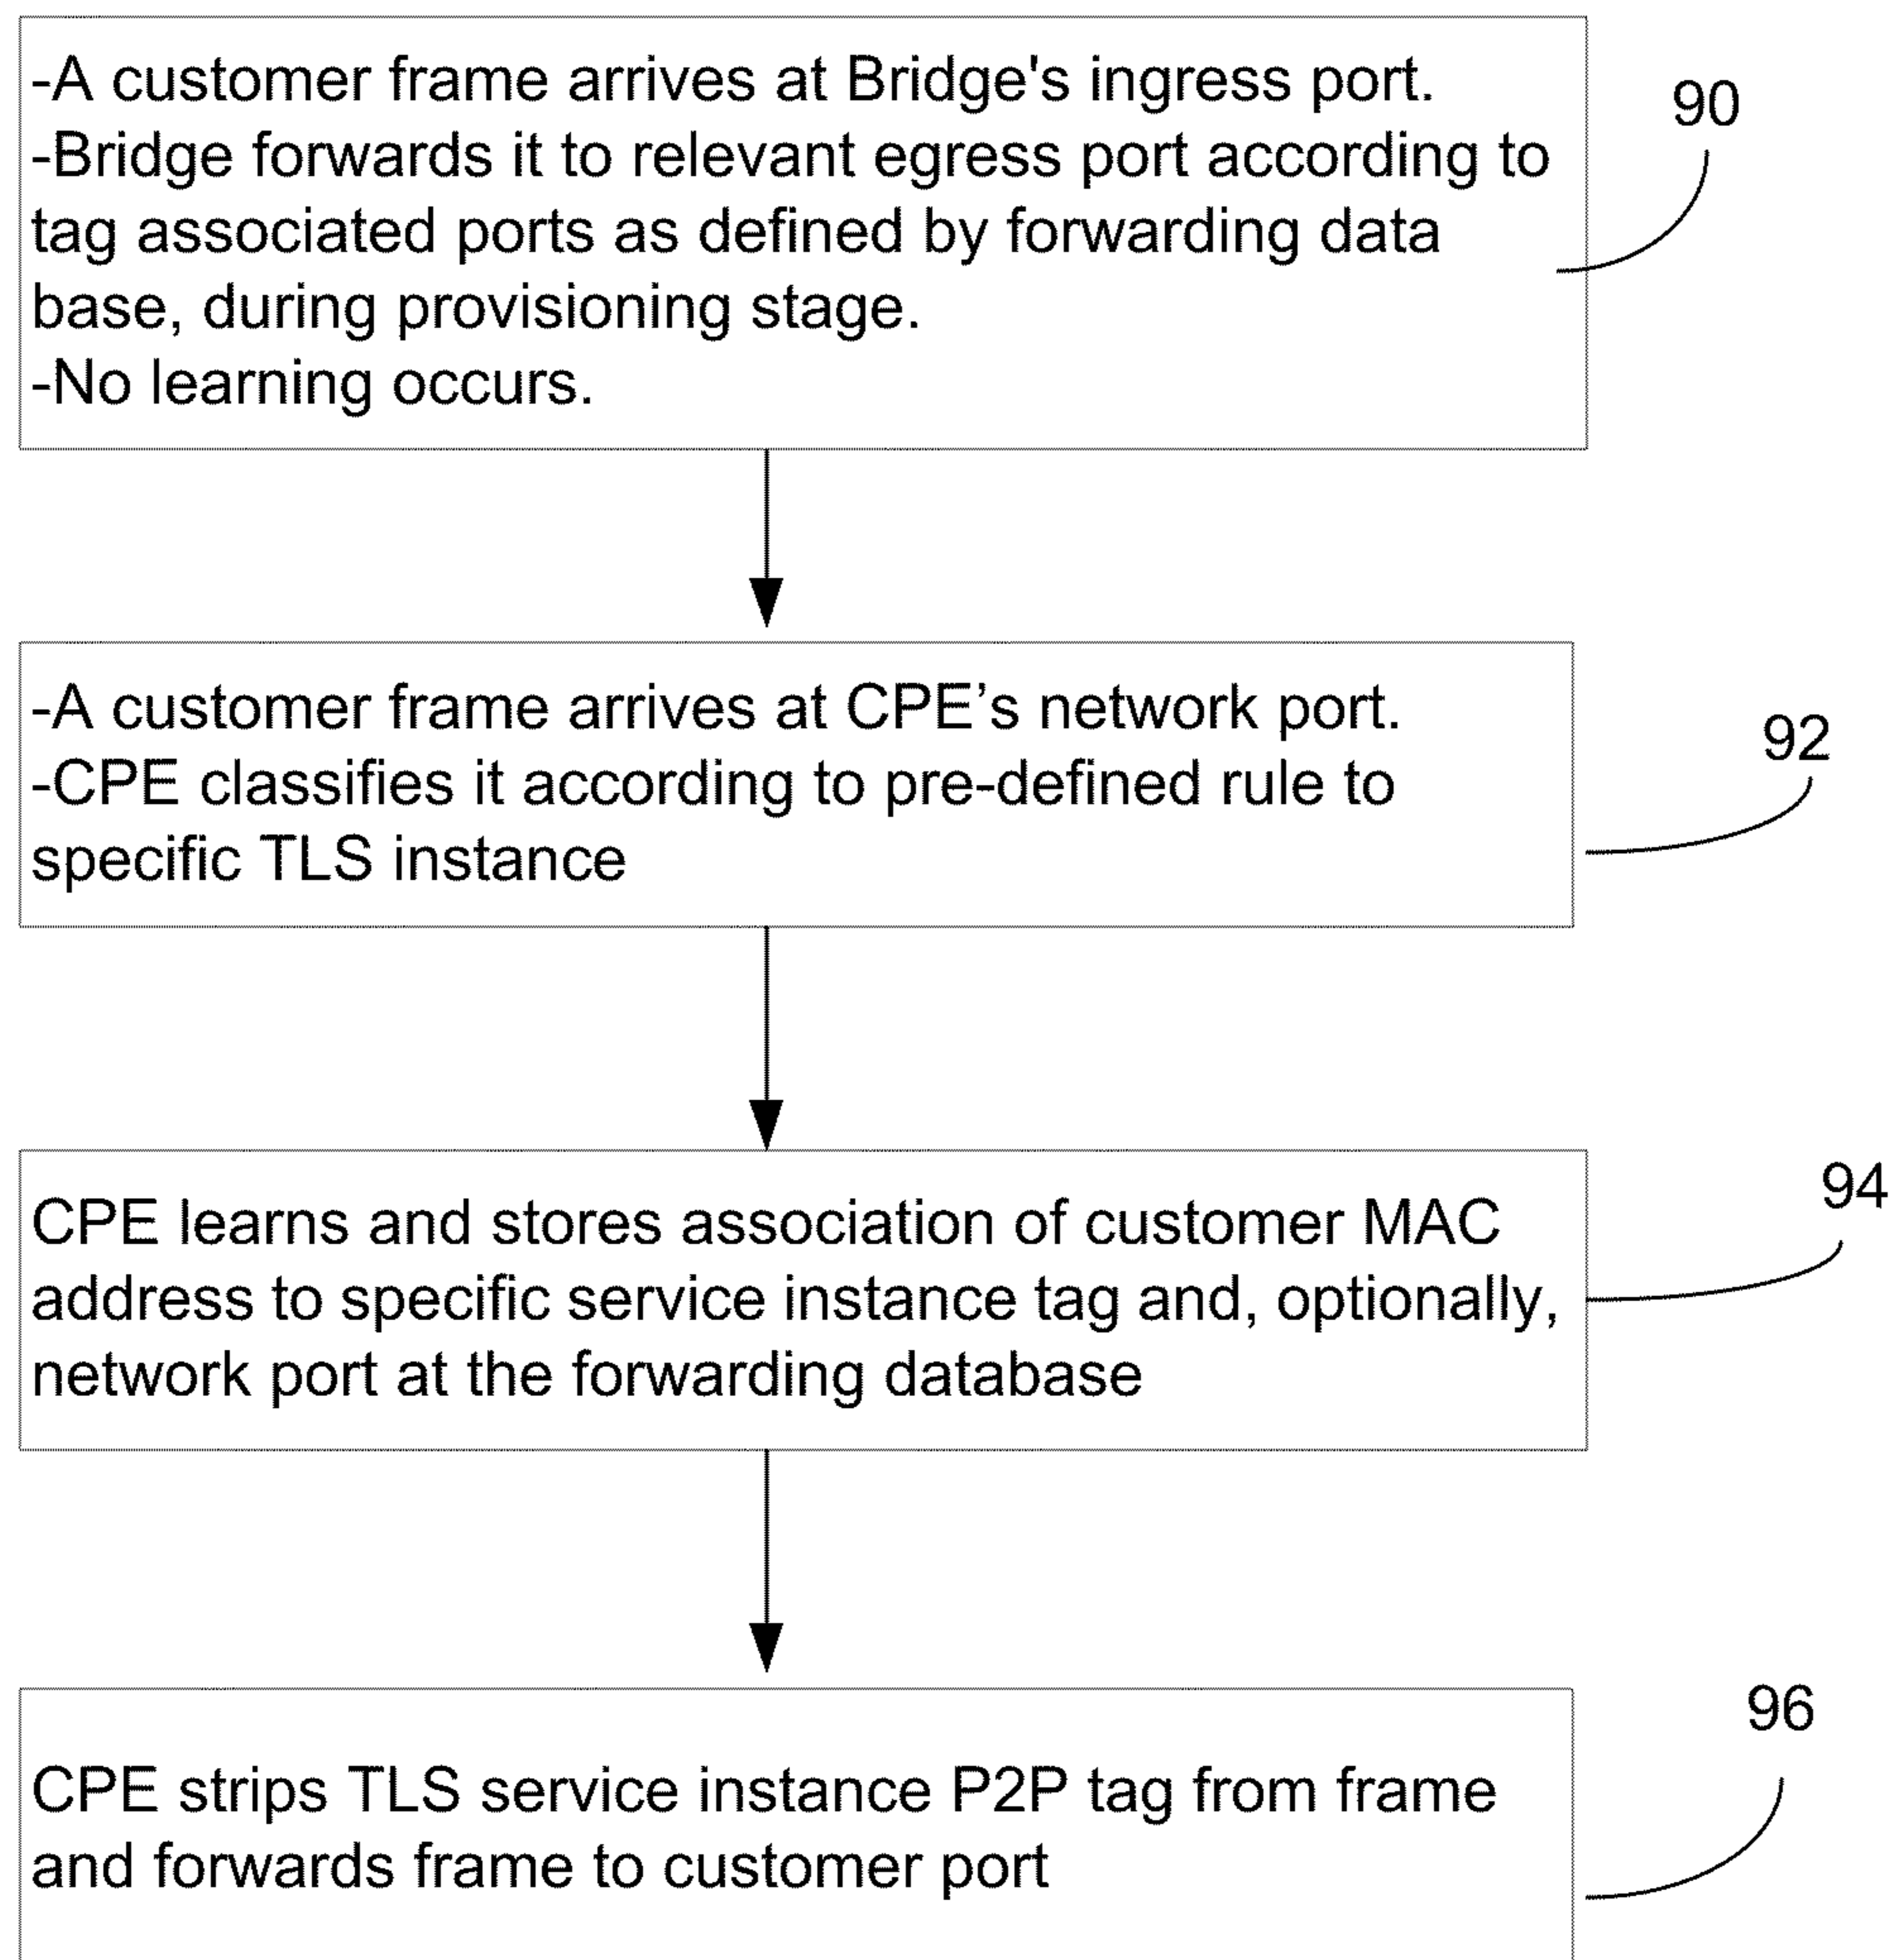 -A customer frame arrives at Bridge's ingress port.
-Bridge forwards it to relevant egress port according to
tag associated ports as defined by forwarding data
base, during provisioning stage.
-No learning occurs.
90
-A customer frame arrives at CPE’s network port.
-CPE classifies it according to pre-defined rule to
specific TLS instance
92
CPE learns and stores association of customer MAC
address to specific service instance tag and, optionally,
network port at the forwarding database
94
CPE strips TLS service instance P2P tag from frame
and forwards frame to customer port
96